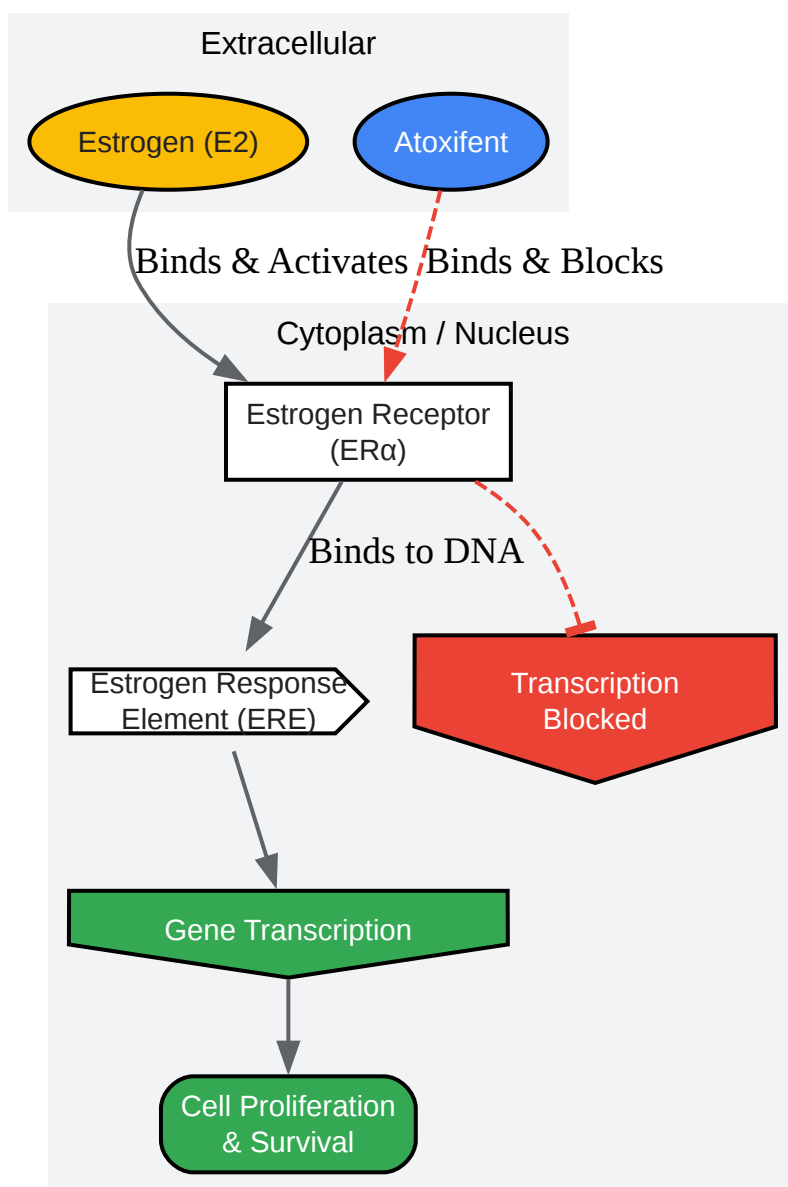 Extracellular
Estrogen (E2)
Atoxifent
Binds & Activates
Binds & Blocks
Cytoplasm / Nucleus
Estrogen Receptor
(ERα)
Binds to DNA
Estrogen Response
Element (ERE)
Transcription
Blocked
Gene Transcription
Cell Proliferation
& Survival